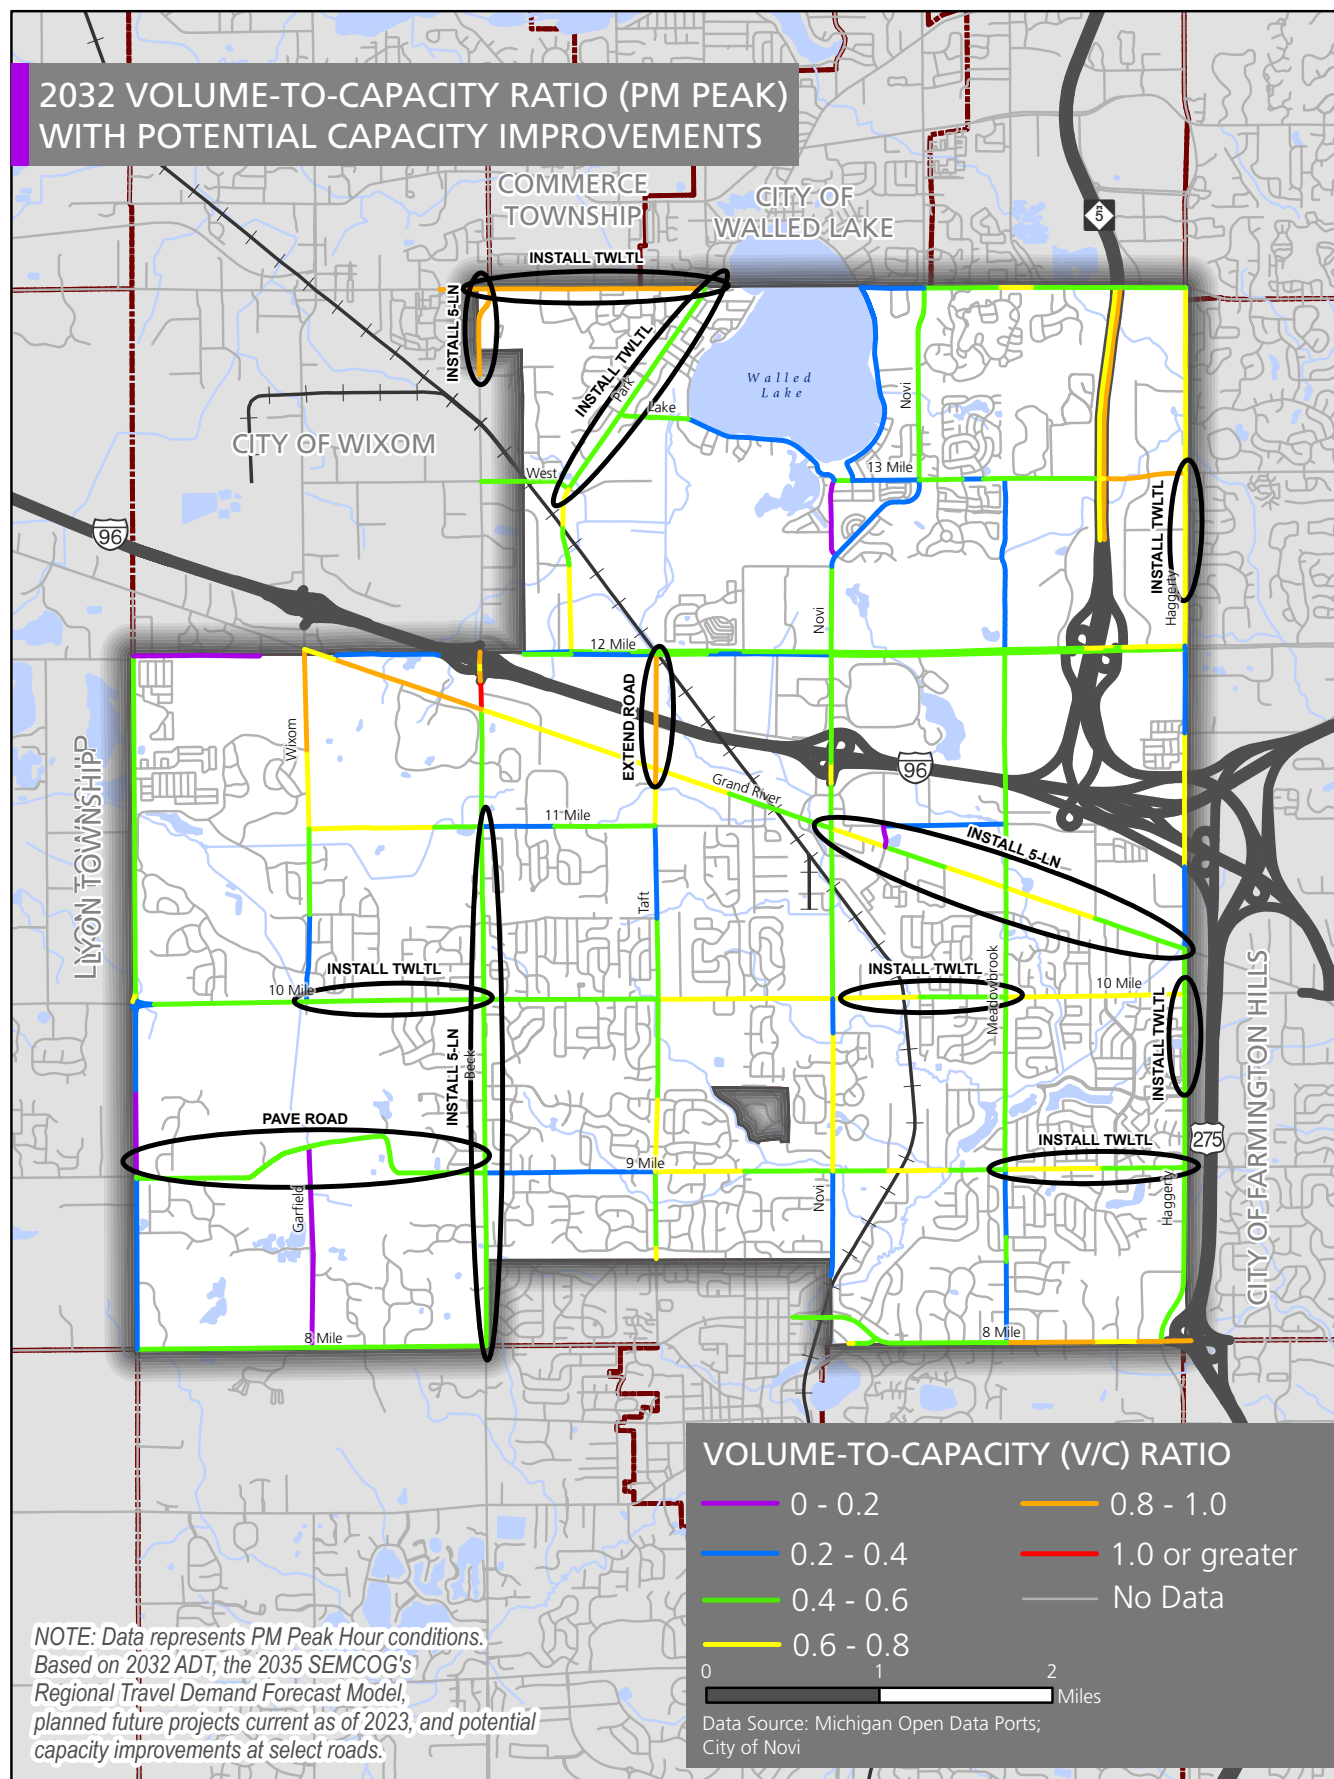 2032 VOLUME-TO-CAPACITY RATIO (PM PEAK)
WITH POTENTIAL CAPACITY IMPROVEMENTS
COMMERCE
TOWNSHIP
CITY OF
WALLED LAKE
M
5
INSTALL TWLTL
INSTALL 5-LN
INSTALL TWLTL
Park
Lake
Walled
Lake
Novi
CITY OF WIXOM
West
13 Mile
INSTALL TWLTL
Haggerty
96
12 Mile
Novi
EXTEND ROAD
Wixom
LYON TOWNSHIP
96
Grand River
11 Mile
INSTALL 5-LN
Taft
INSTALL TWLTL
10 Mile
INSTALL TWLTL
Meadowbrook
10 Mile
INSTALL TWLTL
CITY OF FARMINGTON HILLS
INSTALL 5-LN
Beck
PAVE ROAD
9 Mile
INSTALL TWLTL
275
Garfield
Novi
Haggerty
8 Mile
8 Mile
VOLUME-TO-CAPACITY (V/C) RATIO
0 - 0.2
0.2 - 0.4
0.4 - 0.6
0.6 - 0.8
0.8 - 1.0
1.0 or greater
No Data
0 1 2
Miles
Data Source: Michigan Open Data Ports;
City of Novi
NOTE: Data represents PM Peak Hour conditions.
Based on 2032 ADT, the 2035 SEMCOG's
Regional Travel Demand Forecast Model,
planned future projects current as of 2023, and potential
capacity improvements at select roads.